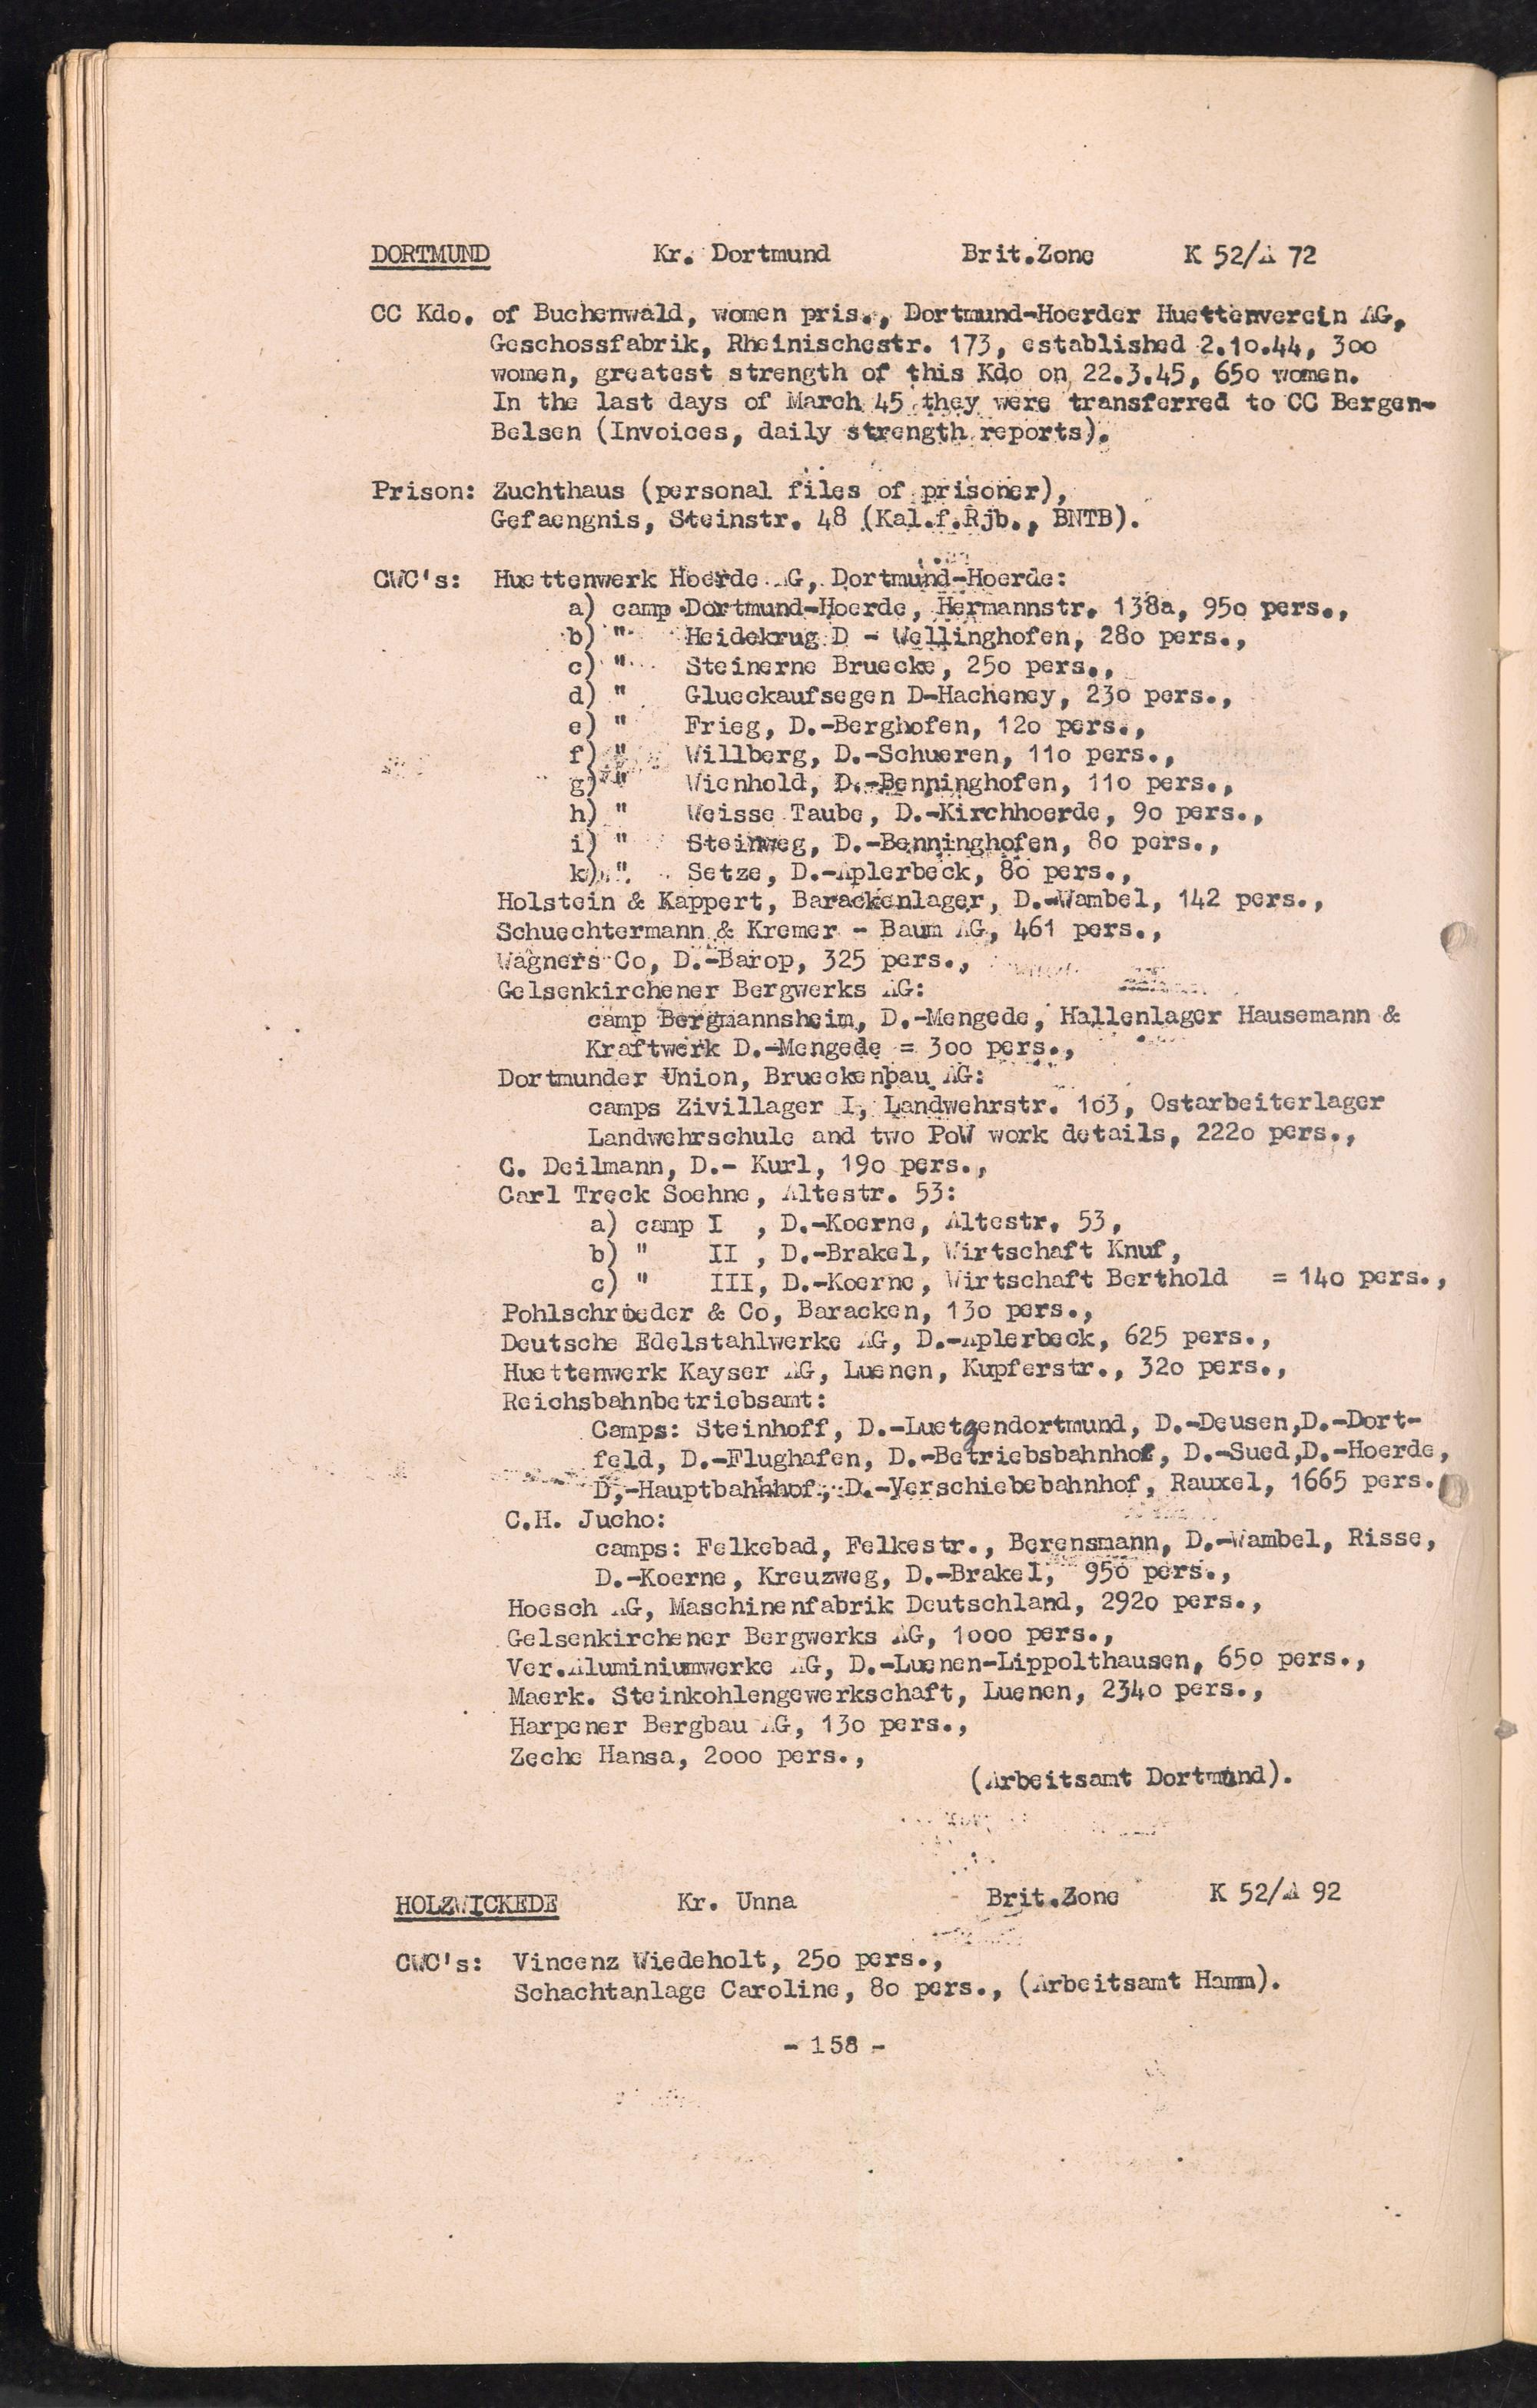 DORTMUND Kr. Dortmund Brit.Zone K 52/A 72
CC Kdo. of Buchenwald, women pris., Dortmund-Hoerder Huettenverein AG,
Geschossfabrik, Rheinischestr. 173, established 2.10.44, 300
women, greatest strength of this Kdo on 22.3.45, 650 women.
In the last days of March 45 they were transferred to CC Bergen-
Belsen (Invoices, daily strength reports).
Prison: Zuchthaus (personal files of prisoner),
Gefaengnis, Steinstr. 48 (Kal.f.Rjb., BNTB).
CWC's: Huettenwerk Hoerde AG, Dortmund-Hoerde:
a) camp Dortmund-Hoerde, Hermannstr. 138a, 950 pers.,
b) " Heidekrug D - Wellinghofen, 280 pers.,
c) " Steinerne Bruecke, 250 pers.,
d) " Glueckaufsegen D-Hacheney, 230 pers.,
e) " Frieg, D.-Berghofen, 120 pers.,
f) " Willberg, D.-Schueren, 110 pers.,
g) " Wienhold, D.-Benninghofen, 110 pers.,
h) " Weisse Taube, D.-Kirchhoerde, 90 pers.,
i) " Steinweg, D.-Benninghofen, 80 pers.,
k) " Setze, D.-Aplerbeck, 80 pers.,
Holstein & Kappert, Barackenlager, D.-Wambel, 142 pers.,
Schuechtermann & Kremer - Baum AG, 461 pers.,
Wagners Co, D.-Barop, 325 pers.,
Gelsenkirchener Bergwerks AG:
camp Bergmannsheim, D.-Mengede, Hallenlager Hausemann &
Kraftwerk D.-Mengede = 300 pers.,
Dortmunder Union, Brueckenbau AG:
camps Zivillager I, Landwehrstr. 103, Ostarbeiterlager
Landwehrschule and two PoW work details, 2220 pers.,
C. Deilmann, D.- Kurl, 190 pers.,
Carl Treck Soehne, Altestr. 53:
a) camp I , D.-Koerne, Altestr. 53,
b) " II , D.-Brakel, Wirtschaft Knuf,
c) " III, D.-Koerne, Wirtschaft Berthold = 140 pers.,
Pohlschroeder & Co, Baracken, 130 pers.,
Deutsche Edelstahlwerke AG, D.-Aplerbeck, 625 pers.,
Huettenwerk Kayser AG, Luenen, Kupferstr., 320 pers.,
Reichsbahnbetriebsamt:
Camps: Steinhoff, D.-Luetgendortmund, D.-Deusen,D.-Dort-
feld, D.-Flughafen, D.-Betriebsbahnhof, D.-Sued,D.-Hoerde,
D,-Hauptbahnhof, D.-Verschiebebahnhof, Rauxel, 1665 pers.,
C.H. Jucho:
camps: Felkebad, Felkestr., Berensmann, D.-Wambel, Risse,
D.-Koerne, Kreuzweg, D.-Brakel, 950 pers.,
Hoesch AG, Maschinenfabrik Deutschland, 2920 pers.,
Gelsenkirchener Bergwerks AG, 1000 pers.,
Ver.Aluminiumwerke AG, D.-Luenen-Lippolthausen, 650 pers.,
Maerk. Steinkohlengewerkschaft, Luenen, 2340 pers.,
Harpener Bergbau AG, 130 pers.,
Zeche Hansa, 2000 pers.,
(Arbeitsamt Dortmund).
HOLZWICKEDE Kr. Unna Brit.Zone K 52/A 92
CWC's: Vincenz Wiedeholt, 250 pers.,
Schachtanlage Caroline, 80 pers., (Arbeitsamt Hamm).
- 158 -